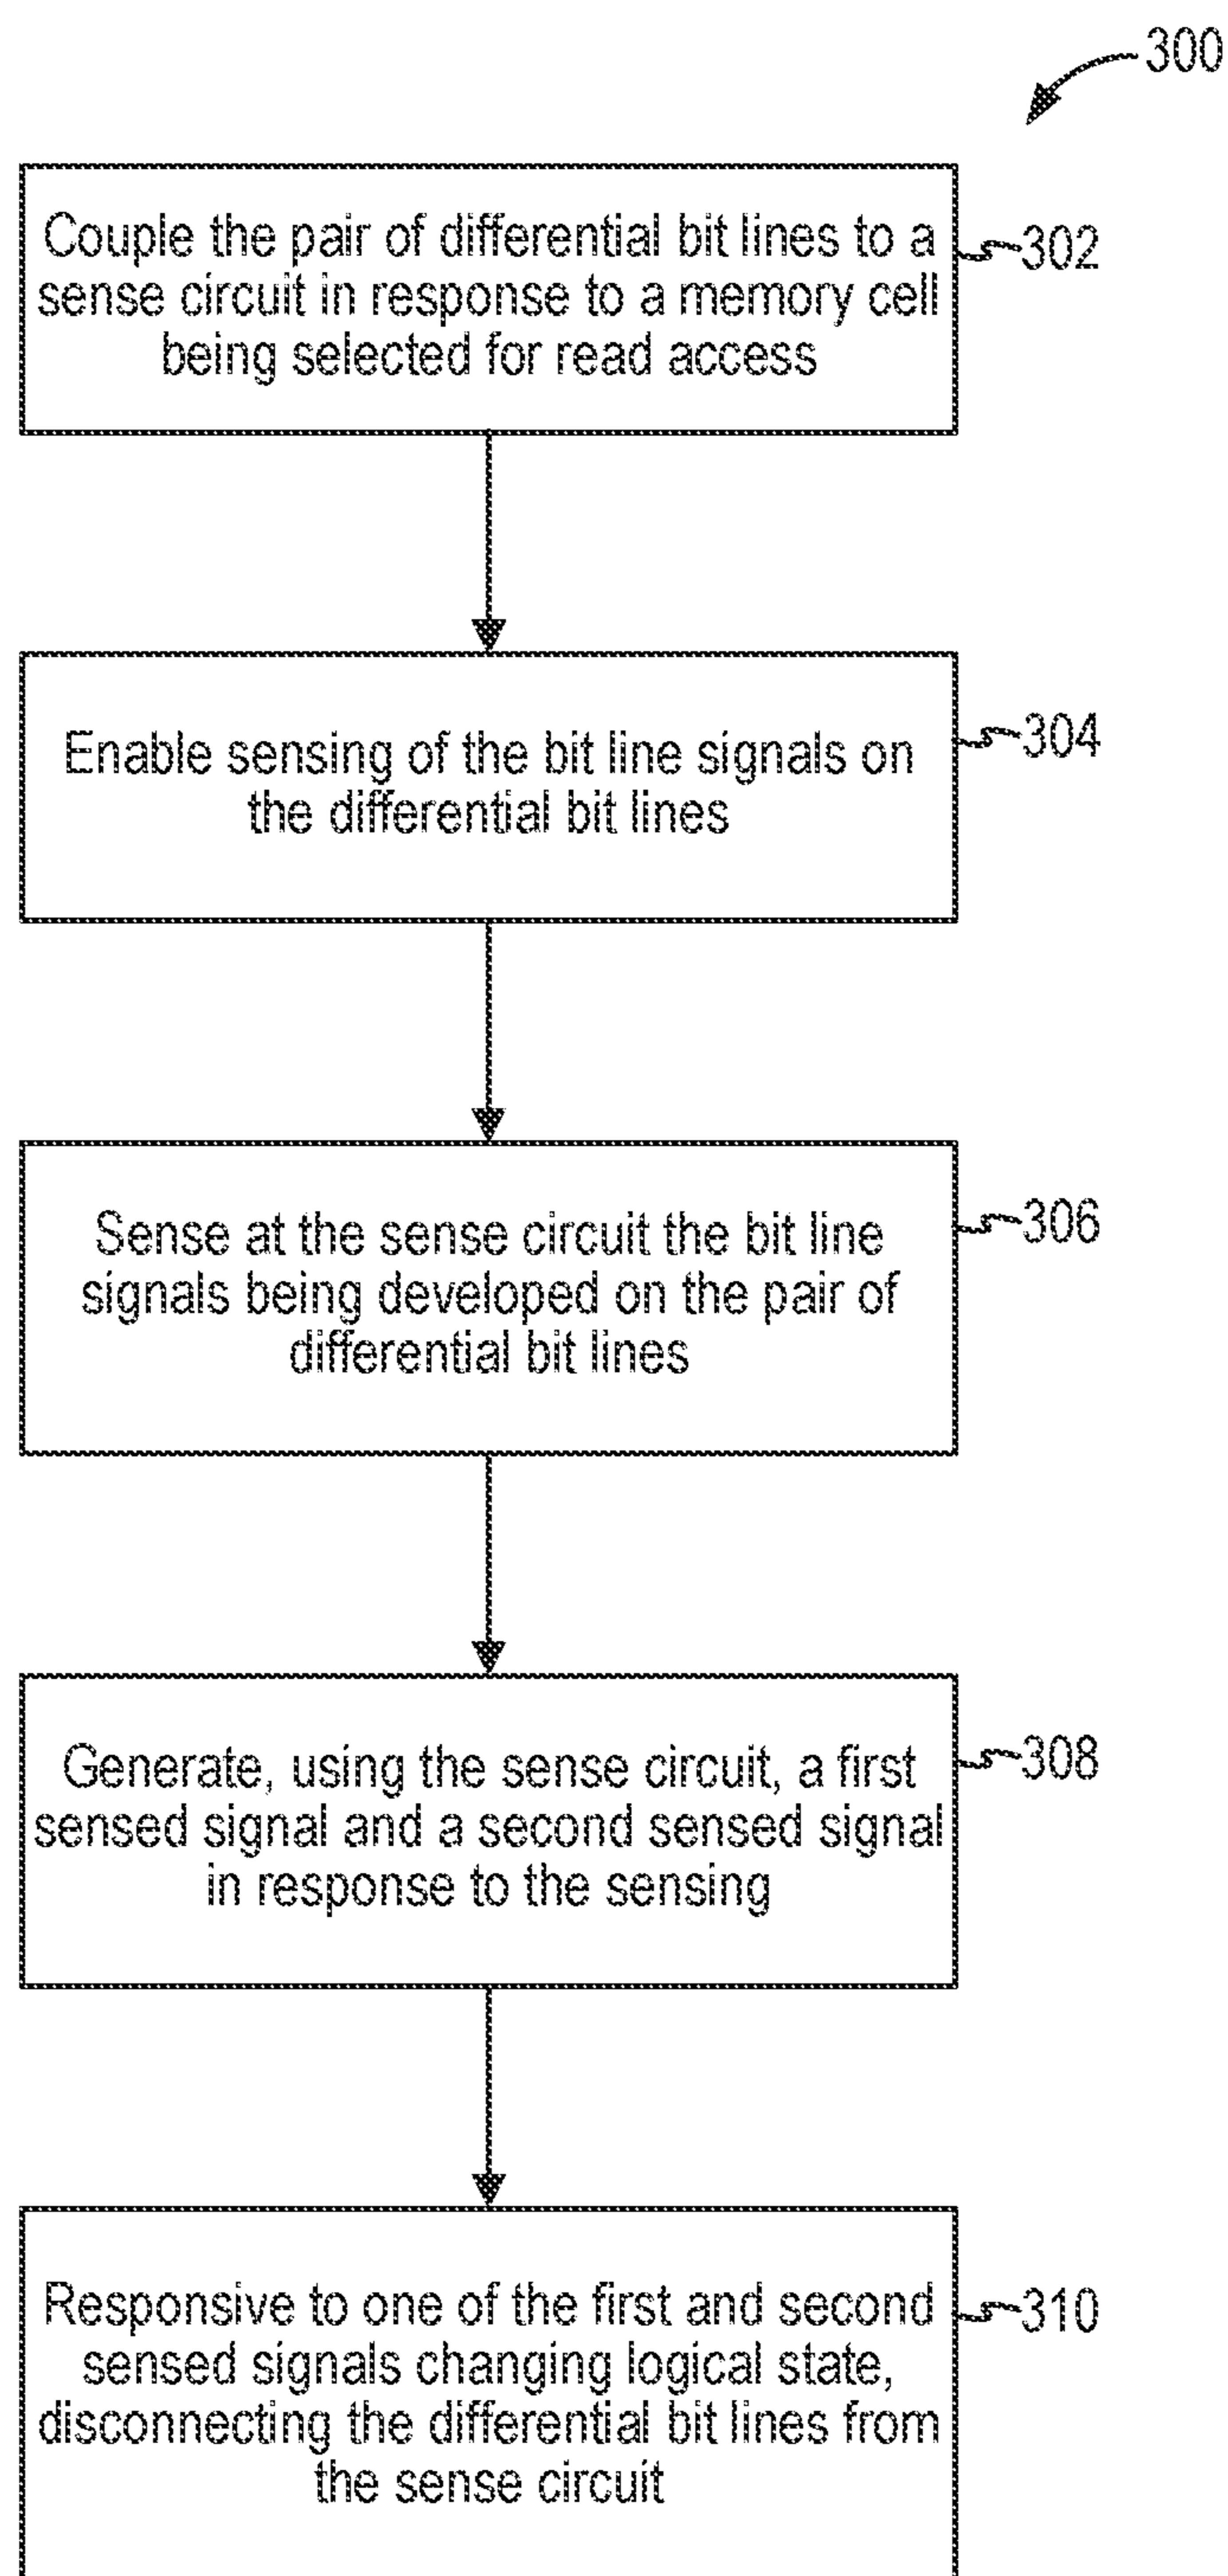 300
Couple the pair of differential bit lines to a
sense circuit in response to a memory cell
being selected for read access
302
Enable sensing of the bit line signals on
the differential bit lines
304
Sense at the sense circuit the bit line
signals being developed on the pair of
differential bit lines
306
Generate, using the sense circuit, a first
sensed signal and a second sensed signal
in response to the sensing
308
Responsive to one of the first and second
sensed signals changing logical state,
disconnecting the differential bit lines from
the sense circuit
310